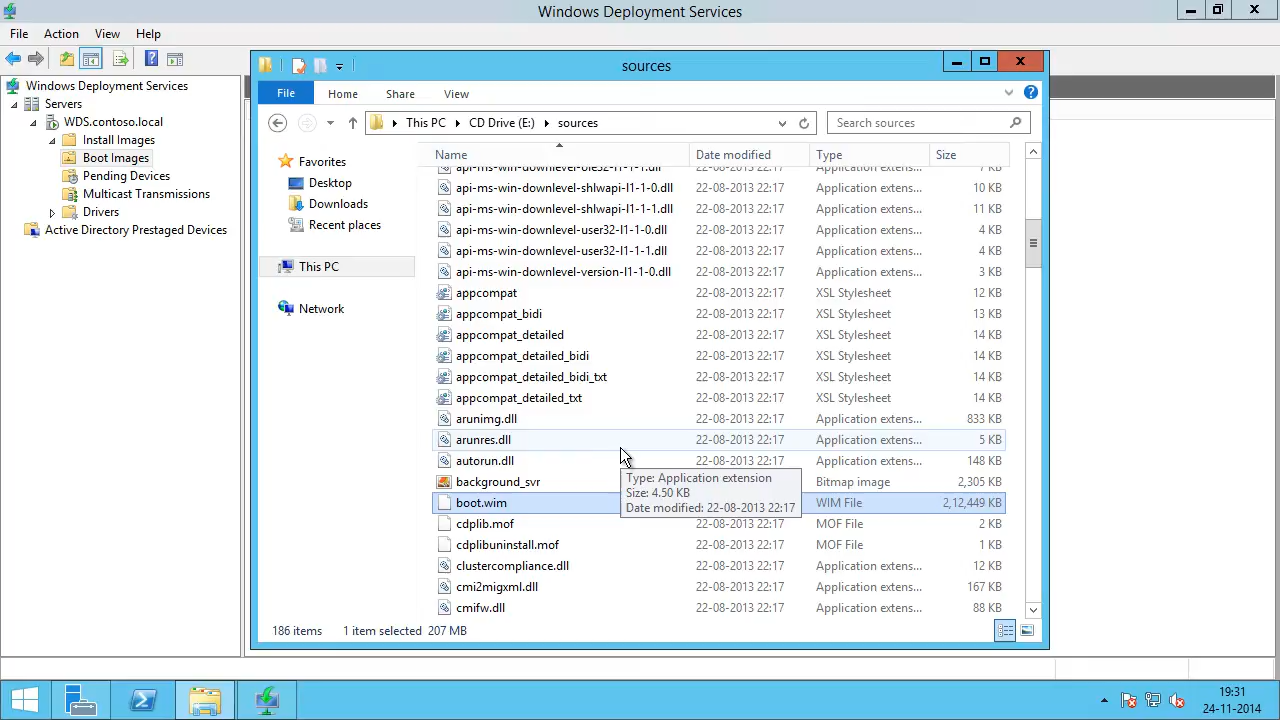 Windows Deployment Services
File Action View Help
Windows Deployment Services
Servers
WDS.contoso.local
Install Images
Boot Images
Pending Devices
Multicast Transmissions
Drivers
Active Directory Prestaged Devices
sources
File Home Share View
This PC CD Drive (E:) sources
Search sources
Favorites
Desktop
Downloads
Recent places
This PC
Network
Name Date modified Type Size
api-ms-win-downlevel-ole32-l1-1-1.dll 22-08-2013 22:17 Application extens... 7 KB
api-ms-win-downlevel-shlwapi-l1-1-0.dll 22-08-2013 22:17 Application extens... 10 KB
api-ms-win-downlevel-shlwapi-l1-1-1.dll 22-08-2013 22:17 Application extens... 11 KB
api-ms-win-downlevel-user32-l1-1-0.dll 22-08-2013 22:17 Application extens... 4 KB
api-ms-win-downlevel-user32-l1-1-1.dll 22-08-2013 22:17 Application extens... 4 KB
api-ms-win-downlevel-version-l1-1-0.dll 22-08-2013 22:17 Application extens... 3 KB
appcompat 22-08-2013 22:17 XSL Stylesheet 12 KB
appcompat_bidi 22-08-2013 22:17 XSL Stylesheet 13 KB
appcompat_detailed 22-08-2013 22:17 XSL Stylesheet 14 KB
appcompat_detailed_bidi 22-08-2013 22:17 XSL Stylesheet 14 KB
appcompat_detailed_bidi_txt 22-08-2013 22:17 XSL Stylesheet 14 KB
appcompat_detailed_txt 22-08-2013 22:17 XSL Stylesheet 14 KB
arunimg.dll 22-08-2013 22:17 Application extens... 833 KB
arunres.dll 22-08-2013 22:17 Application extens... 5 KB
autorun.dll 22-08-2013 22:17 Application extens... 148 KB
background_svr Bitmap image 2,305 KB
boot.wim WIM File 2,12,449 KB
Type: Application extension
Size: 4.50 KB
Date modified: 22-08-2013 22:17
cdplib.mof 22-08-2013 22:17 MOF File 2 KB
cdplibuninstall.mof 22-08-2013 22:17 MOF File 1 KB
clustercompliance.dll 22-08-2013 22:17 Application extens... 12 KB
cmi2migxml.dll 22-08-2013 22:17 Application extens... 167 KB
cmifw.dll 22-08-2013 22:17 Application extens... 88 KB
186 items 1 item selected 207 MB
19:31
24-11-2014